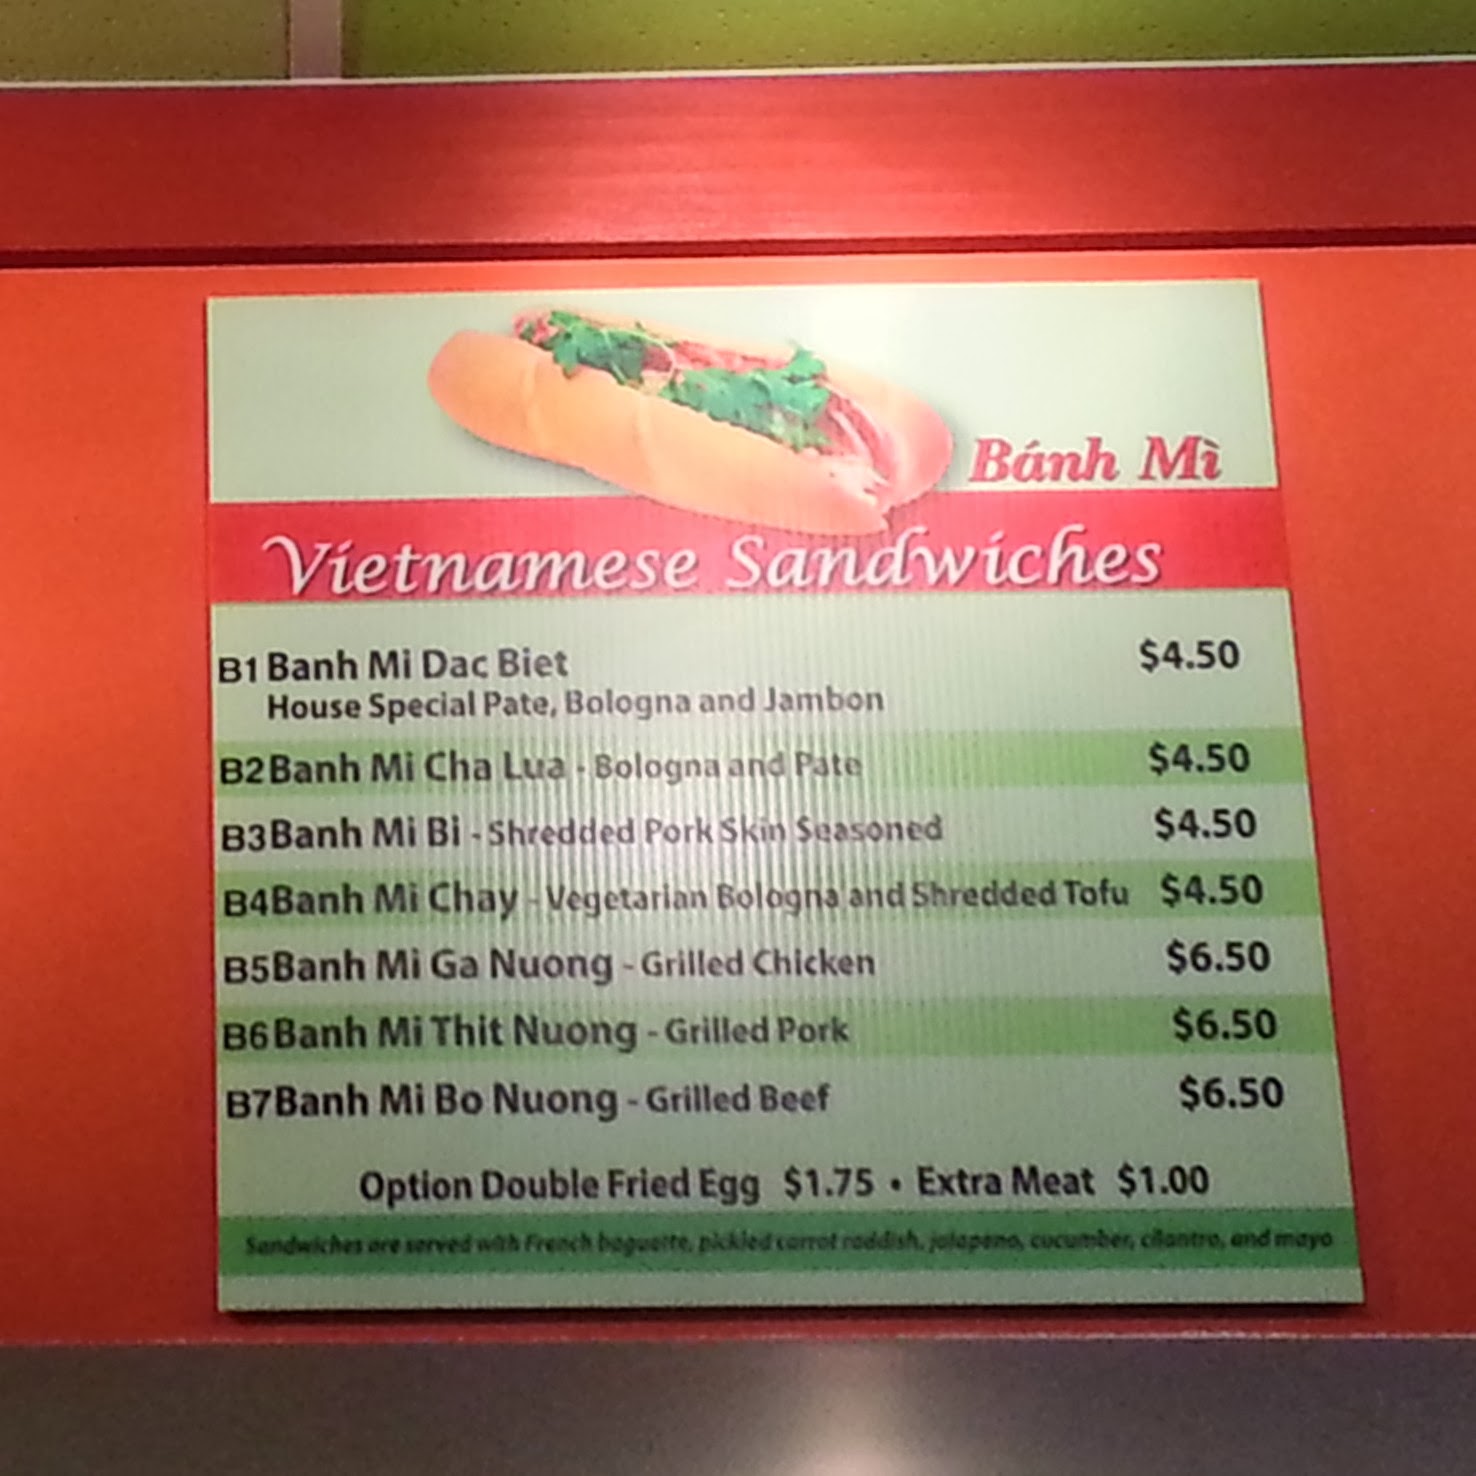 Bánh Mì
Vietnamese Sandwiches
B1 Banh Mi Dac Biet $4.50
House Special Pate, Bologna and Jambon
B2 Banh Mi Cha Lua - Bologna and Pate $4.50
B3 Banh Mi Bi - Shredded Pork Skin Seasoned $4.50
B4 Banh Mi Chay - Vegetarian Bologna and Shredded Tofu $4.50
B5 Banh Mi Ga Nuong - Grilled Chicken $6.50
B6 Banh Mi Thit Nuong - Grilled Pork $6.50
B7 Banh Mi Bo Nuong - Grilled Beef $6.50
Option Double Fried Egg $1.75 • Extra Meat $1.00
Sandwiches are served with French baguette, pickled carrot raddish, jalapeno, cucumber, cilantro, and mayo